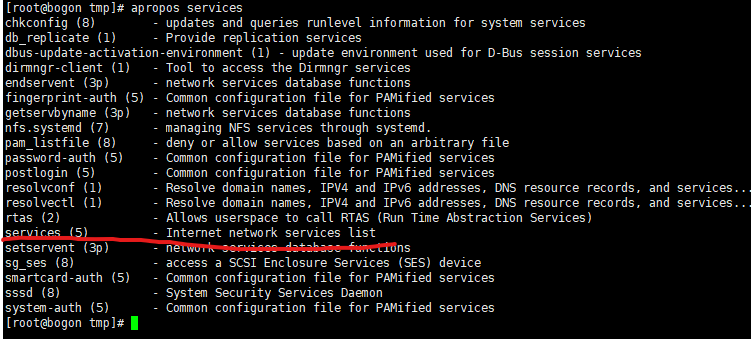 [root@bogon tmp]# apropos services
chkconfig (8)        - updates and queries runlevel information for system services
db_replicate (1)     - Provide replication services
dbus-update-activation-environment (1) - update environment used for D-Bus session services
dirmngr-client (1)   - Tool to access the Dirmngr services
endservent (3p)      - network services database functions
fingerprint-auth (5) - Common configuration file for PAMified services
getservbyname (3p)   - network services database functions
nfs.systemd (7)      - managing NFS services through systemd.
pam_listfile (8)     - deny or allow services based on an arbitrary file
password-auth (5)    - Common configuration file for PAMified services
postlogin (5)        - Common configuration file for PAMified services
resolvconf (1)       - Resolve domain names, IPV4 and IPv6 addresses, DNS resource records, and services...
resolvectl (1)       - Resolve domain names, IPV4 and IPv6 addresses, DNS resource records, and services...
rtas (2)             - Allows userspace to call RTAS (Run Time Abstraction Services)
services (5)         - Internet network services list
setservent (3p)      - network services database functions
sg_ses (8)           - access a SCSI Enclosure Services (SES) device
smartcard-auth (5)   - Common configuration file for PAMified services
sssd (8)             - System Security Services Daemon
system-auth (5)      - Common configuration file for PAMified services
[root@bogon tmp]#